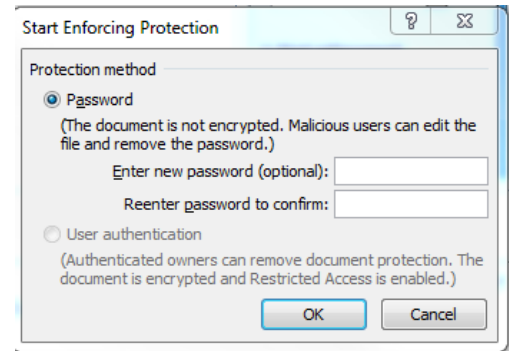 Start Enforcing Protection
Protection method
Password
(The document is not encrypted. Malicious users can edit the
file and remove the password.)
Enter new password (optional):
Reenter password to confirm:
User authentication
(Authenticated owners can remove document protection. The
document is encrypted and Restricted Access is enabled.)
OK Cancel